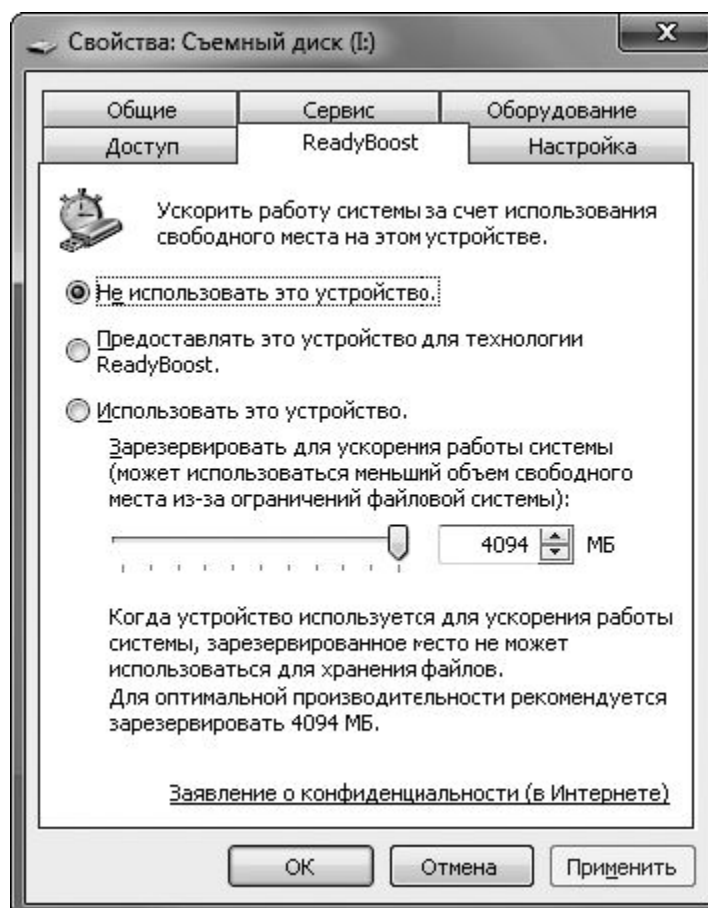 Свойства: Съемный диск (I:)
x
Общие Сервис Оборудование
Доступ ReadyBoost Настройка
Ускорить работу системы за счет использования
свободного места на этом устройстве.
Не использовать это устройство.
Предоставлять это устройство для технологии
ReadyBoost.
Использовать это устройство.
Зарезервировать для ускорения работы системы
(может использоваться меньший объем свободного
места из-за ограничений файловой системы):
4094 МБ
Когда устройство используется для ускорения работы
системы, зарезервированное место не может
использоваться для хранения файлов.
Для оптимальной производительности рекомендуется
зарезервировать 4094 МБ.
Заявление о конфиденциальности (в Интернете)
ОК Отмена Применить